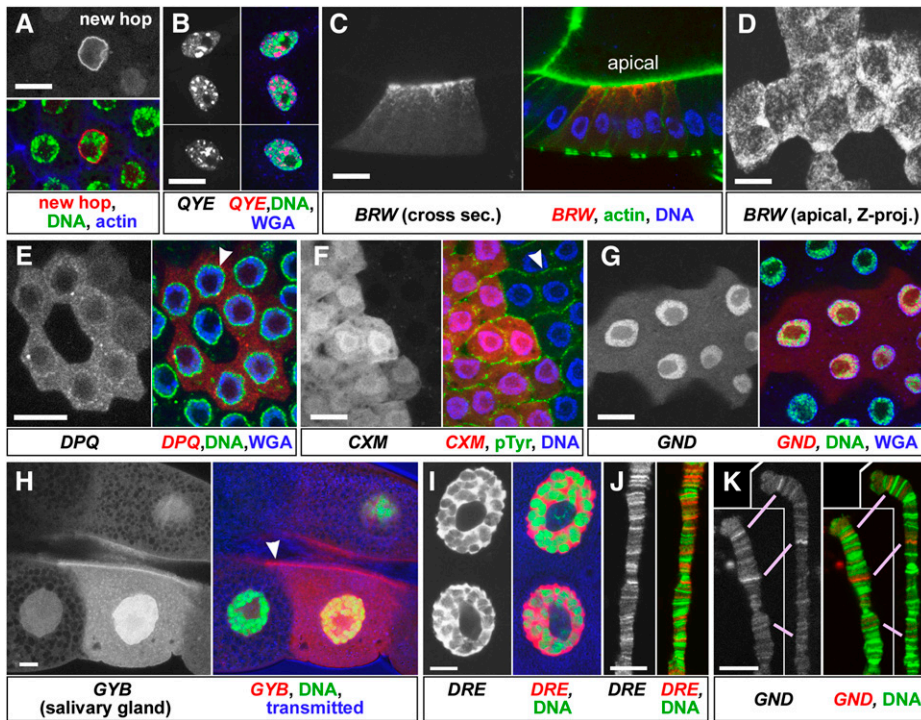 A
new hop
new hop,
DNA, actin
B
QYE QYE,DNA,
WGA
C
apical
BRW (cross sec.) BRW, actin, DNA
D
BRW (apical, Z-proj.)
E
DPQ DPQ,DNA,WGA
F
CXM CXM, pTyr, DNA
G
GND GND, DNA, WGA
H
GYB GYB, DNA,
(salivary gland) transmitted
I
DRE DRE,
DNA
J
DRE DRE,
DNA
K
GND GND, DNA